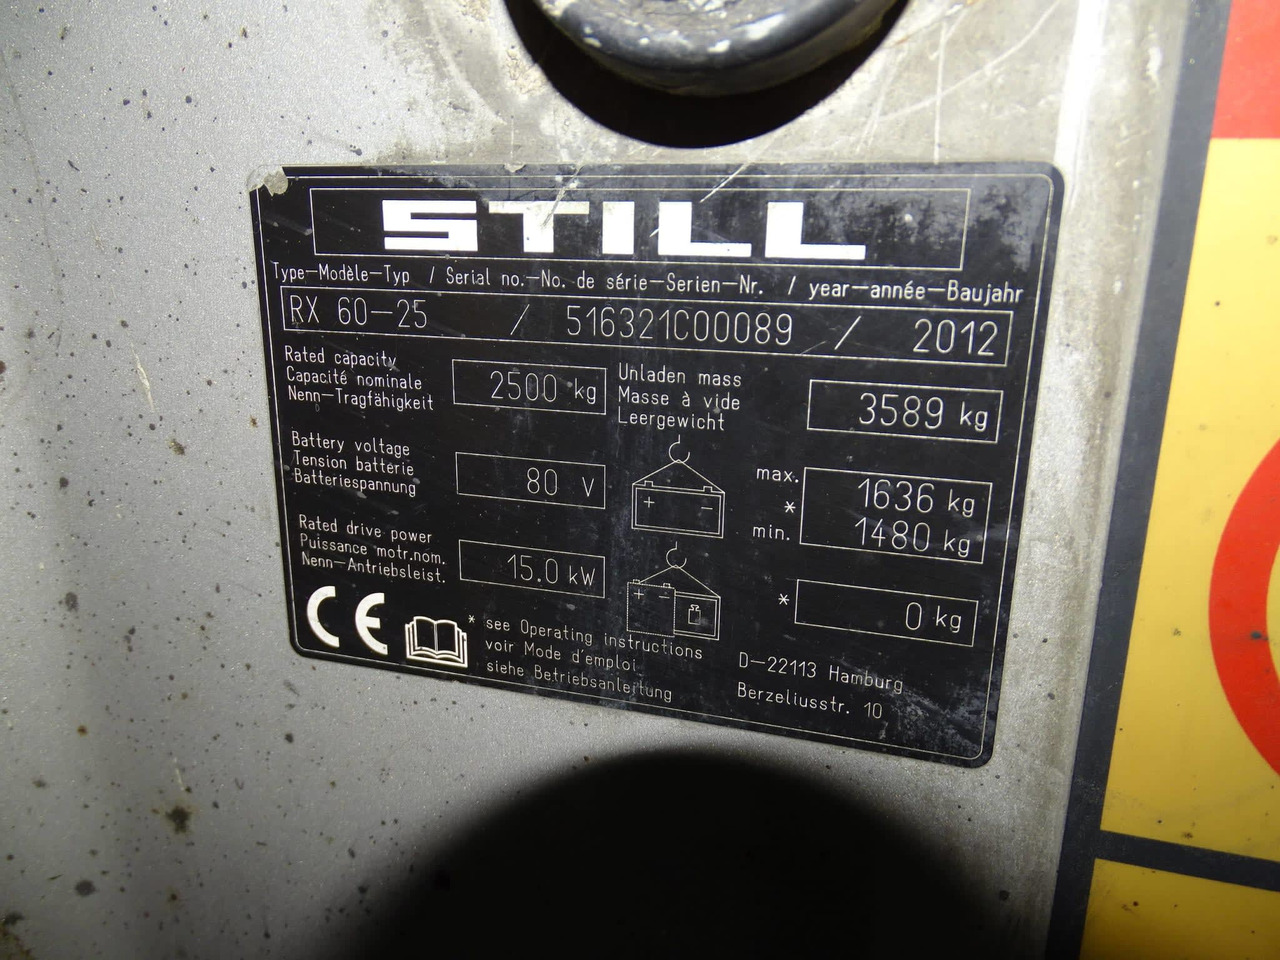 STILL
Type-Modèle-Typ / Serial no.-No. de série-Serien-Nr. / year-année-Baujahr
RX 60-25 / 516321C00089 / 2012
Rated capacity
Capacité nominale
Nenn-Tragfähigkeit
2500 kg
Unladen mass
Masse à vide
Leergewicht
3589 kg
Battery voltage
Tension batterie
Batteriespannung
80 V
+ -
max.
*
min.
1636 kg
1480 kg
Rated drive power
Puissance motr.nom.
Nenn-Antriebsleist.
15.0 kW
+ -
* 0 kg
CE
* see Operating instructions
voir Mode d'emploi
siehe Betriebsanleitung
D-22113 Hamburg
Berzeliusstr. 10